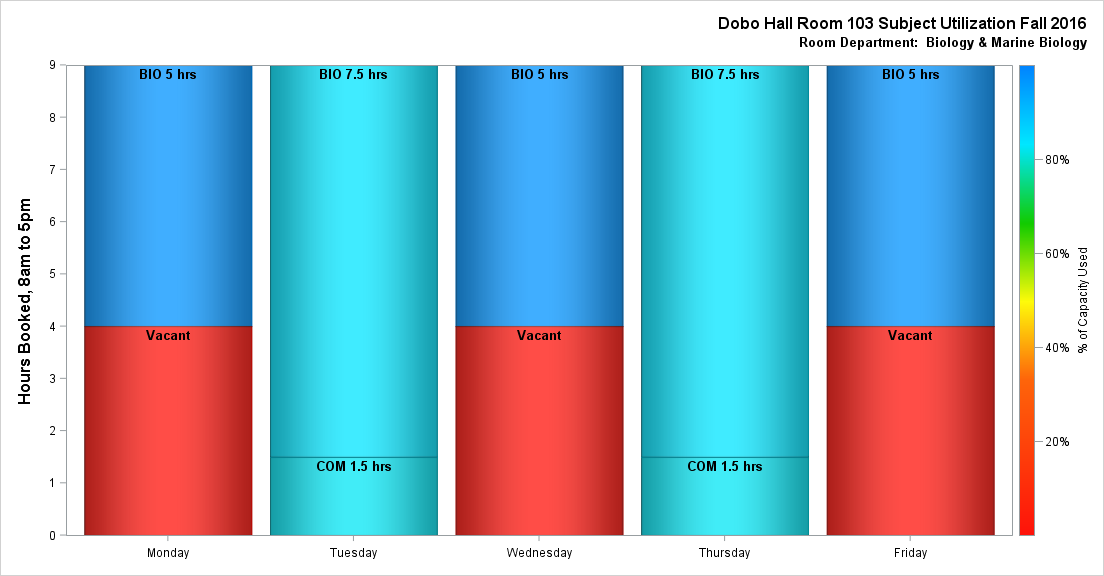 Dobo Hall Room 103 Subject Utilization Fall 2016
Room Department:  Biology & Marine Biology
Hours Booked, 8am to 5pm
9
8
7
6
5
4
3
2
1
0
BIO 5 hrs
BIO 7.5 hrs
BIO 5 hrs
BIO 7.5 hrs
BIO 5 hrs
Vacant
Vacant
Vacant
COM 1.5 hrs
COM 1.5 hrs
Monday
Tuesday
Wednesday
Thursday
Friday
80%
60%
40%
20%
% of Capacity Used